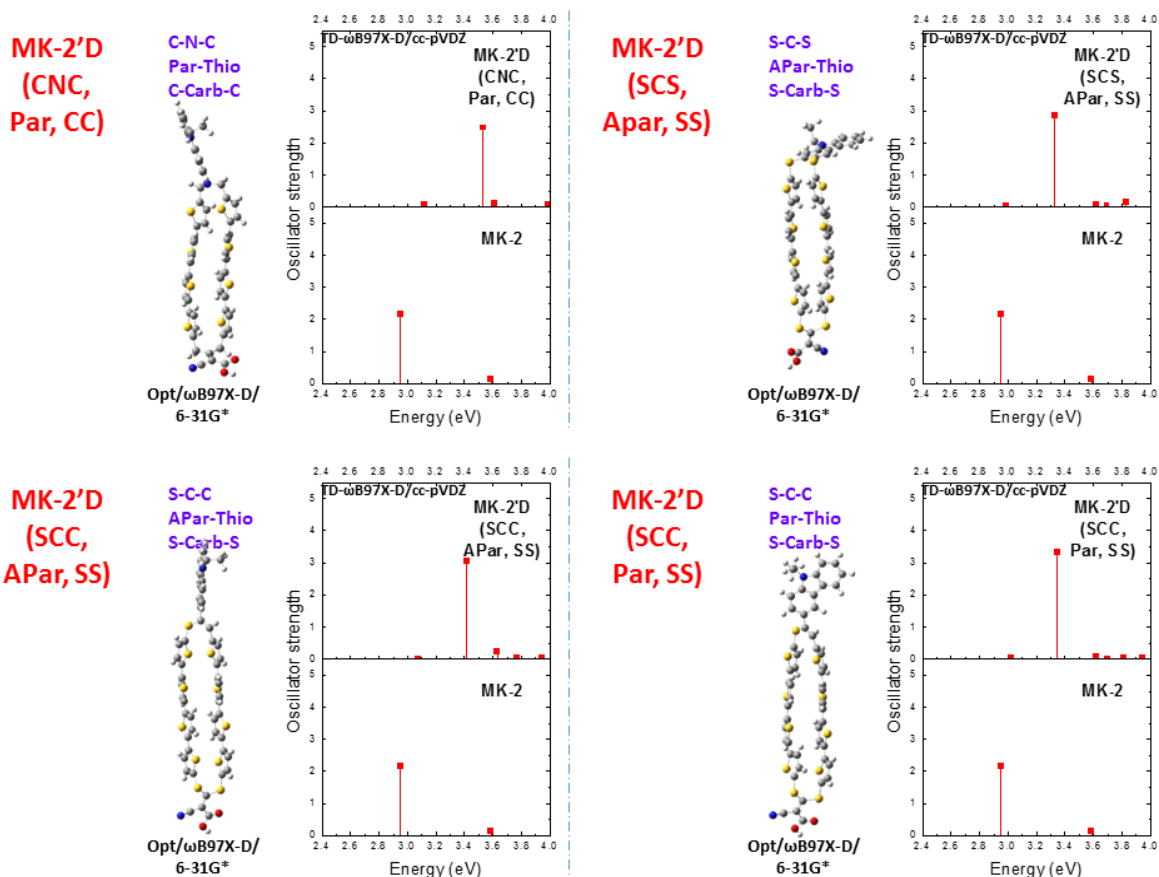 MK-2'D
(CNC,
Par, CC)
C-N-C
Par-Thio
C-Carb-C
Opt/ωB97X-D/
6-31G*
2.4 2.6 2.8 3.0 3.2 3.4 3.6 3.8 4.0
TD-ωB97X-D/cc-pVDZ
MK-2'D
(CNC,
Par, CC)
5
4
3
2
1
0
Oscillator strength
MK-2
5
4
3
2
1
0
2.4 2.6 2.8 3.0 3.2 3.4 3.6 3.8 4.0
Energy (eV)
MK-2'D
(SCS,
Apar, SS)
S-C-S
APar-Thio
S-Carb-S
Opt/ωB97X-D/
6-31G*
2.4 2.6 2.8 3.0 3.2 3.4 3.6 3.8 4.0
TD-ωB97X-D/cc-pVDZ
MK-2'D
(SCS,
APar, SS)
5
4
3
2
1
0
Oscillator strength
MK-2
5
4
3
2
1
0
2.4 2.6 2.8 3.0 3.2 3.4 3.6 3.8 4.0
Energy (eV)
MK-2'D
(SCC,
APar, SS)
S-C-C
APar-Thio
S-Carb-S
Opt/ωB97X-D/
6-31G*
2.4 2.6 2.8 3.0 3.2 3.4 3.6 3.8 4.0
TD-ωB97X-D/cc-pVDZ
MK-2'D
(SCC,
APar, SS)
5
4
3
2
1
0
Oscillator strength
MK-2
5
4
3
2
1
0
2.4 2.6 2.8 3.0 3.2 3.4 3.6 3.8 4.0
Energy (eV)
MK-2'D
(SCC,
Par, SS)
S-C-C
Par-Thio
S-Carb-S
Opt/ωB97X-D/
6-31G*
2.4 2.6 2.8 3.0 3.2 3.4 3.6 3.8 4.0
TD-ωB97X-D/cc-pVDZ
MK-2'D
(SCC,
Par, SS)
5
4
3
2
1
0
Oscillator strength
MK-2
5
4
3
2
1
0
2.4 2.6 2.8 3.0 3.2 3.4 3.6 3.8 4.0
Energy (eV)